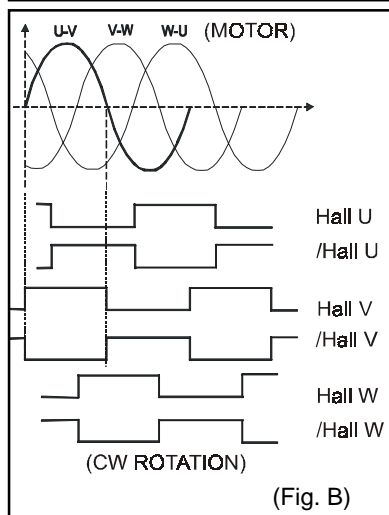 U-V V-W W-U (MOTOR)
Hall U
/Hall U
Hall V
/Hall V
Hall W
/Hall W
(CW ROTATION)
(Fig. B)